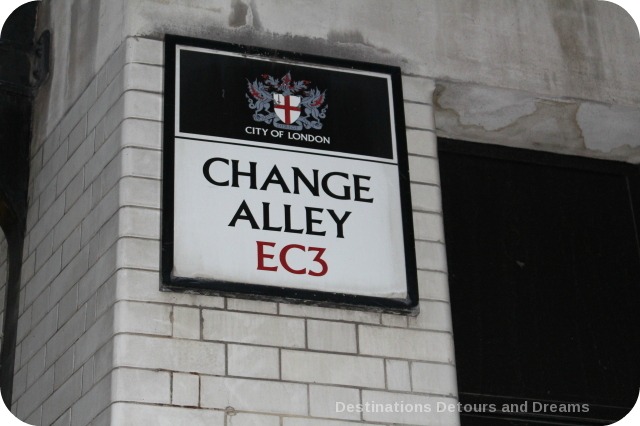 CITY OF LONDON
CHANGE
ALLEY
EC3
Destinations Detours and Dreams